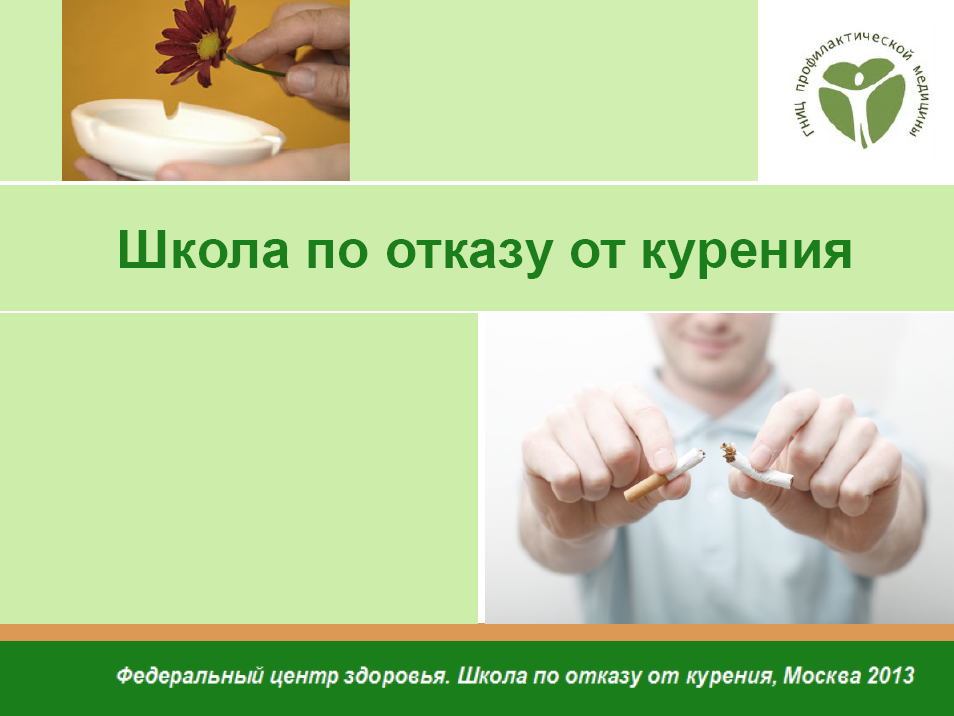 ГНИЦ профилактической медицины
Школа по отказу от курения
Федеральный центр здоровья. Школа по отказу от курения, Москва 2013